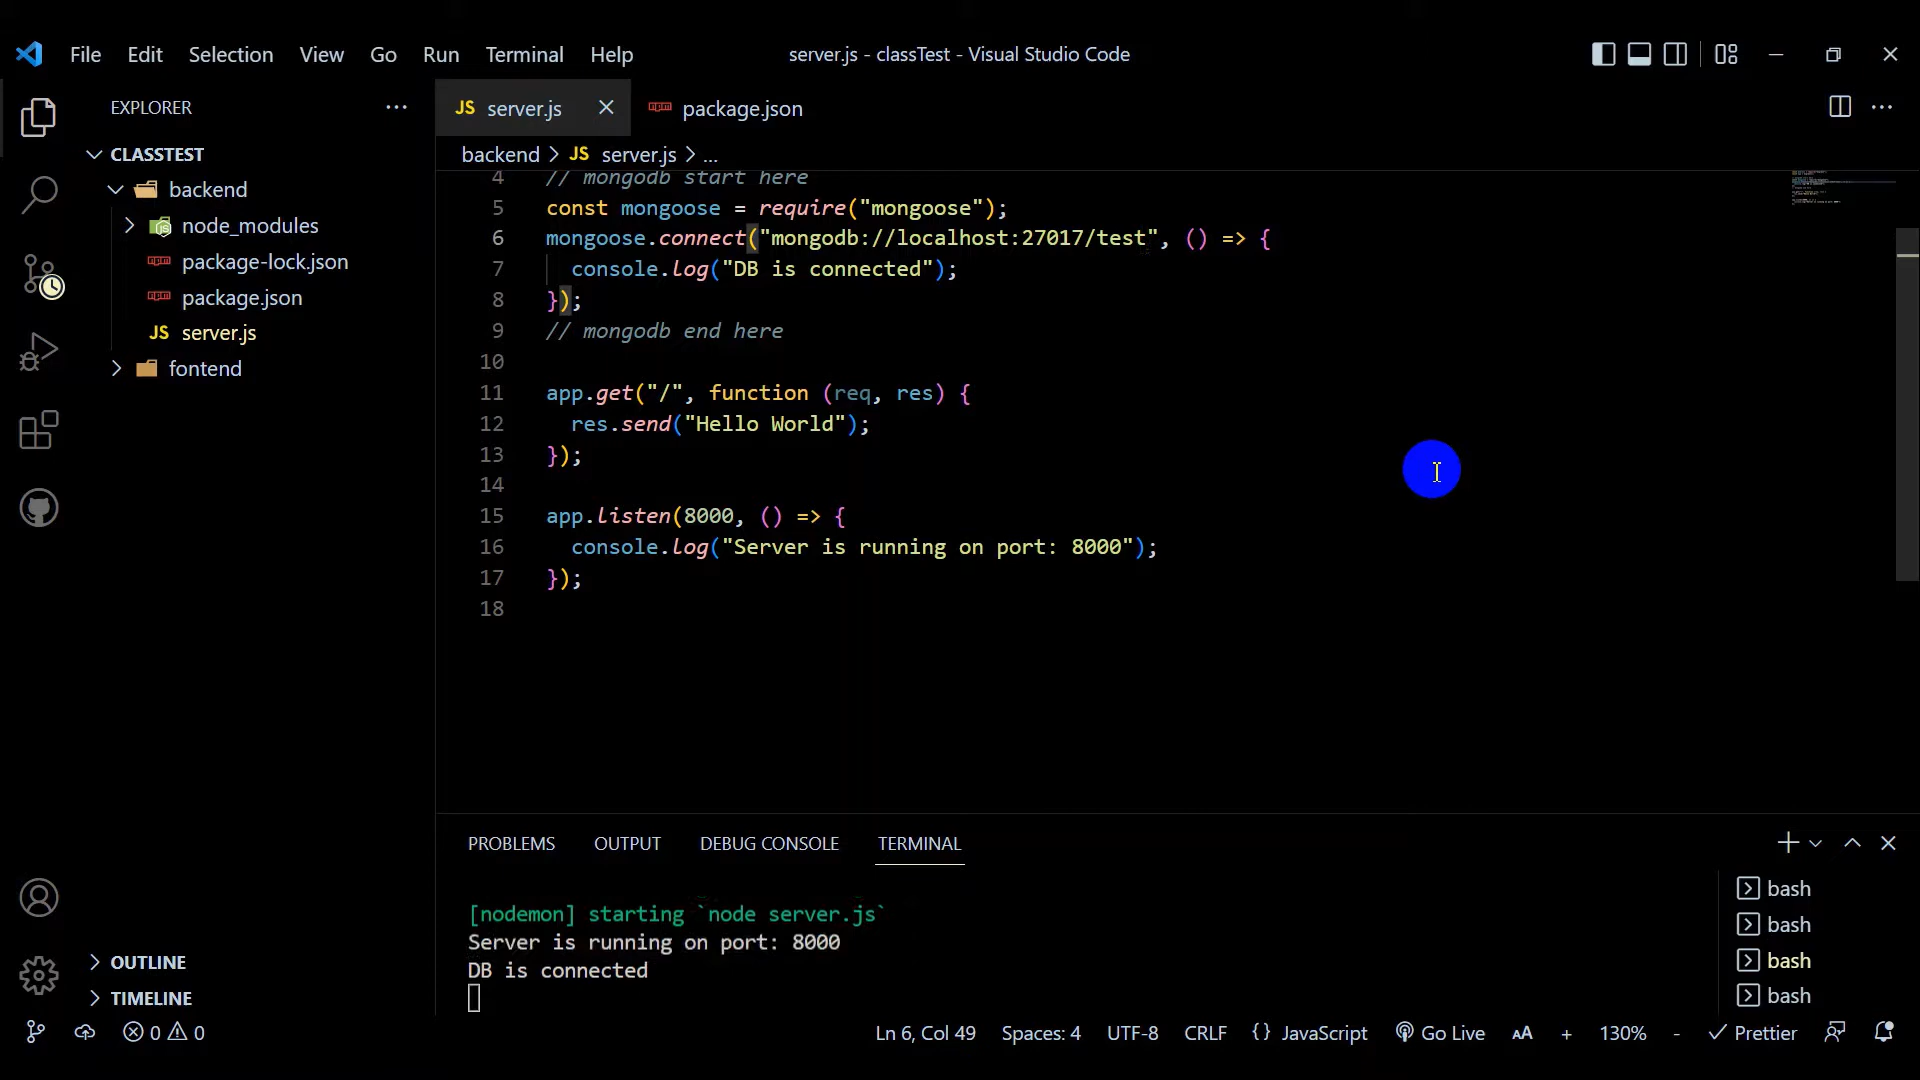 File Edit Selection View Go Run Terminal Help
server.js - classTest - Visual Studio Code
EXPLORER
CLASSTEST
backend
node_modules
package-lock.json
package.json
JS server.js
fontend
OUTLINE
TIMELINE
JS server.js
package.json
backend > JS server.js > ...
4 // mongodb start here
5 const mongoose = require("mongoose");
6 mongoose.connect("mongodb://localhost:27017/test", () => {
7 console.log("DB is connected");
8 });
9 // mongodb end here
10
11 app.get("/", function (req, res) {
12 res.send("Hello World");
13 });
14
15 app.listen(8000, () => {
16 console.log("Server is running on port: 8000");
17 });
18
PROBLEMS OUTPUT DEBUG CONSOLE TERMINAL
[nodemon] starting `node server.js`
Server is running on port: 8000
DB is connected
bash
bash
bash
bash
0 0
Ln 6, Col 49 Spaces: 4 UTF-8 CRLF {} JavaScript Go Live AA + 130% - Prettier